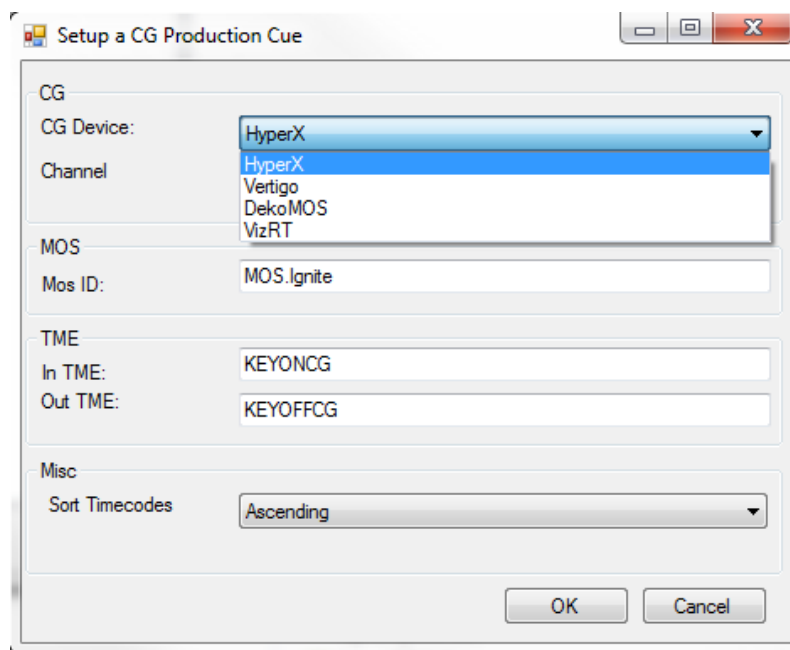 Setup a CG Production Cue
CG
CG Device:
HyperX
HyperX
Channel
Vertigo
DekoMOS
VizRT
MOS
Mos ID:
MOS.Ignite
TME
In TME:
KEYONCG
Out TME:
KEYOFFCG
Misc
Sort Timecodes
Ascending
OK
Cancel